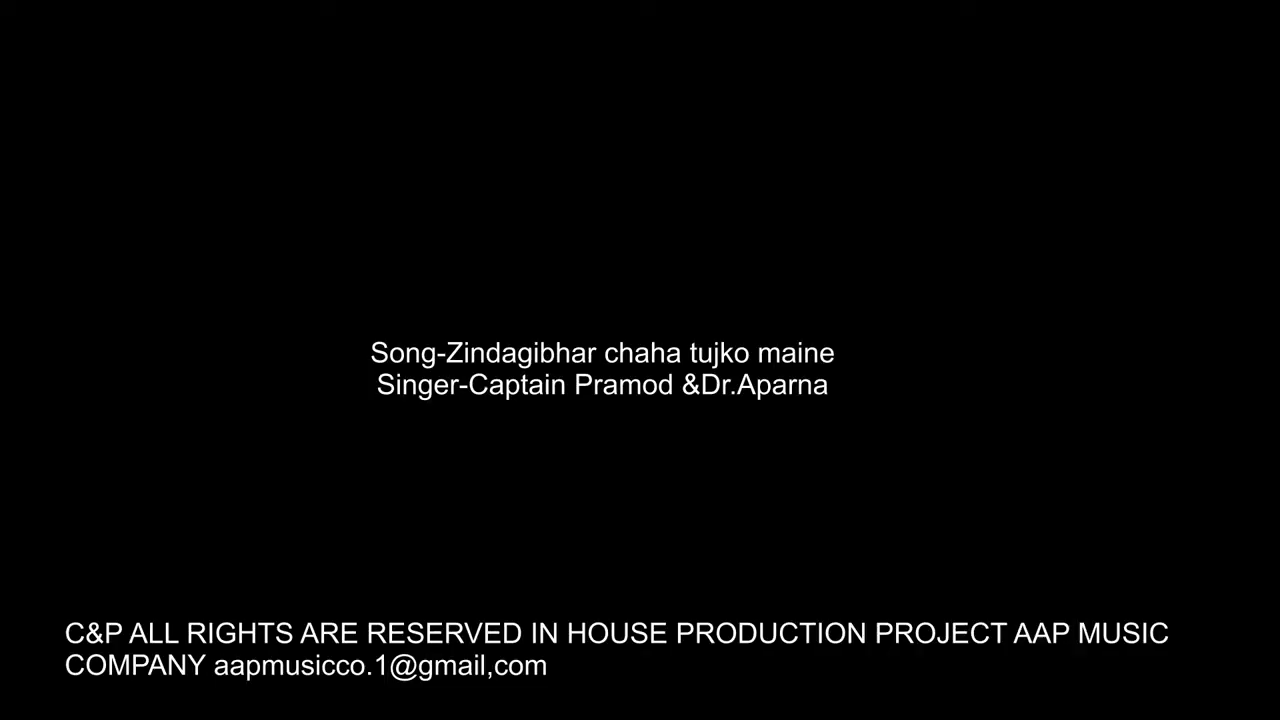 Song-Zindagibhar chaha tujko maine
Singer-Captain Pramod &Dr.Aparna
C&P ALL RIGHTS ARE RESERVED IN HOUSE PRODUCTION PROJECT AAP MUSIC
COMPANY aapmusicco.1@gmail,com